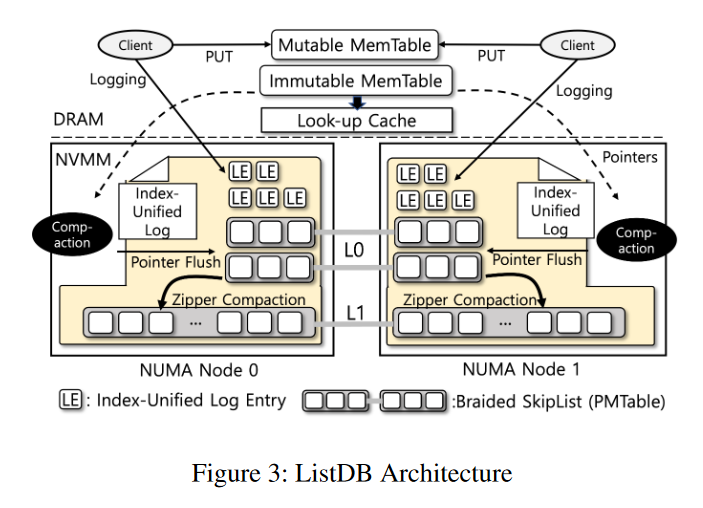 Client
PUT
Mutable MemTable
PUT
Client
Logging
Immutable MemTable
Logging
DRAM
Look-up Cache
NVMM
Pointers
LE LE
LE LE
Index-
Unified
Log
LE LE LE
LE LE LE
Index-
Unified
Log
Comp-
action
Comp-
action
L0
Pointer Flush
Pointer Flush
Zipper Compaction
Zipper Compaction
L1
...
...
NUMA Node 0
NUMA Node 1
LE : Index-Unified Log Entry
:Braided SkipList (PMTable)
Figure 3: ListDB Architecture